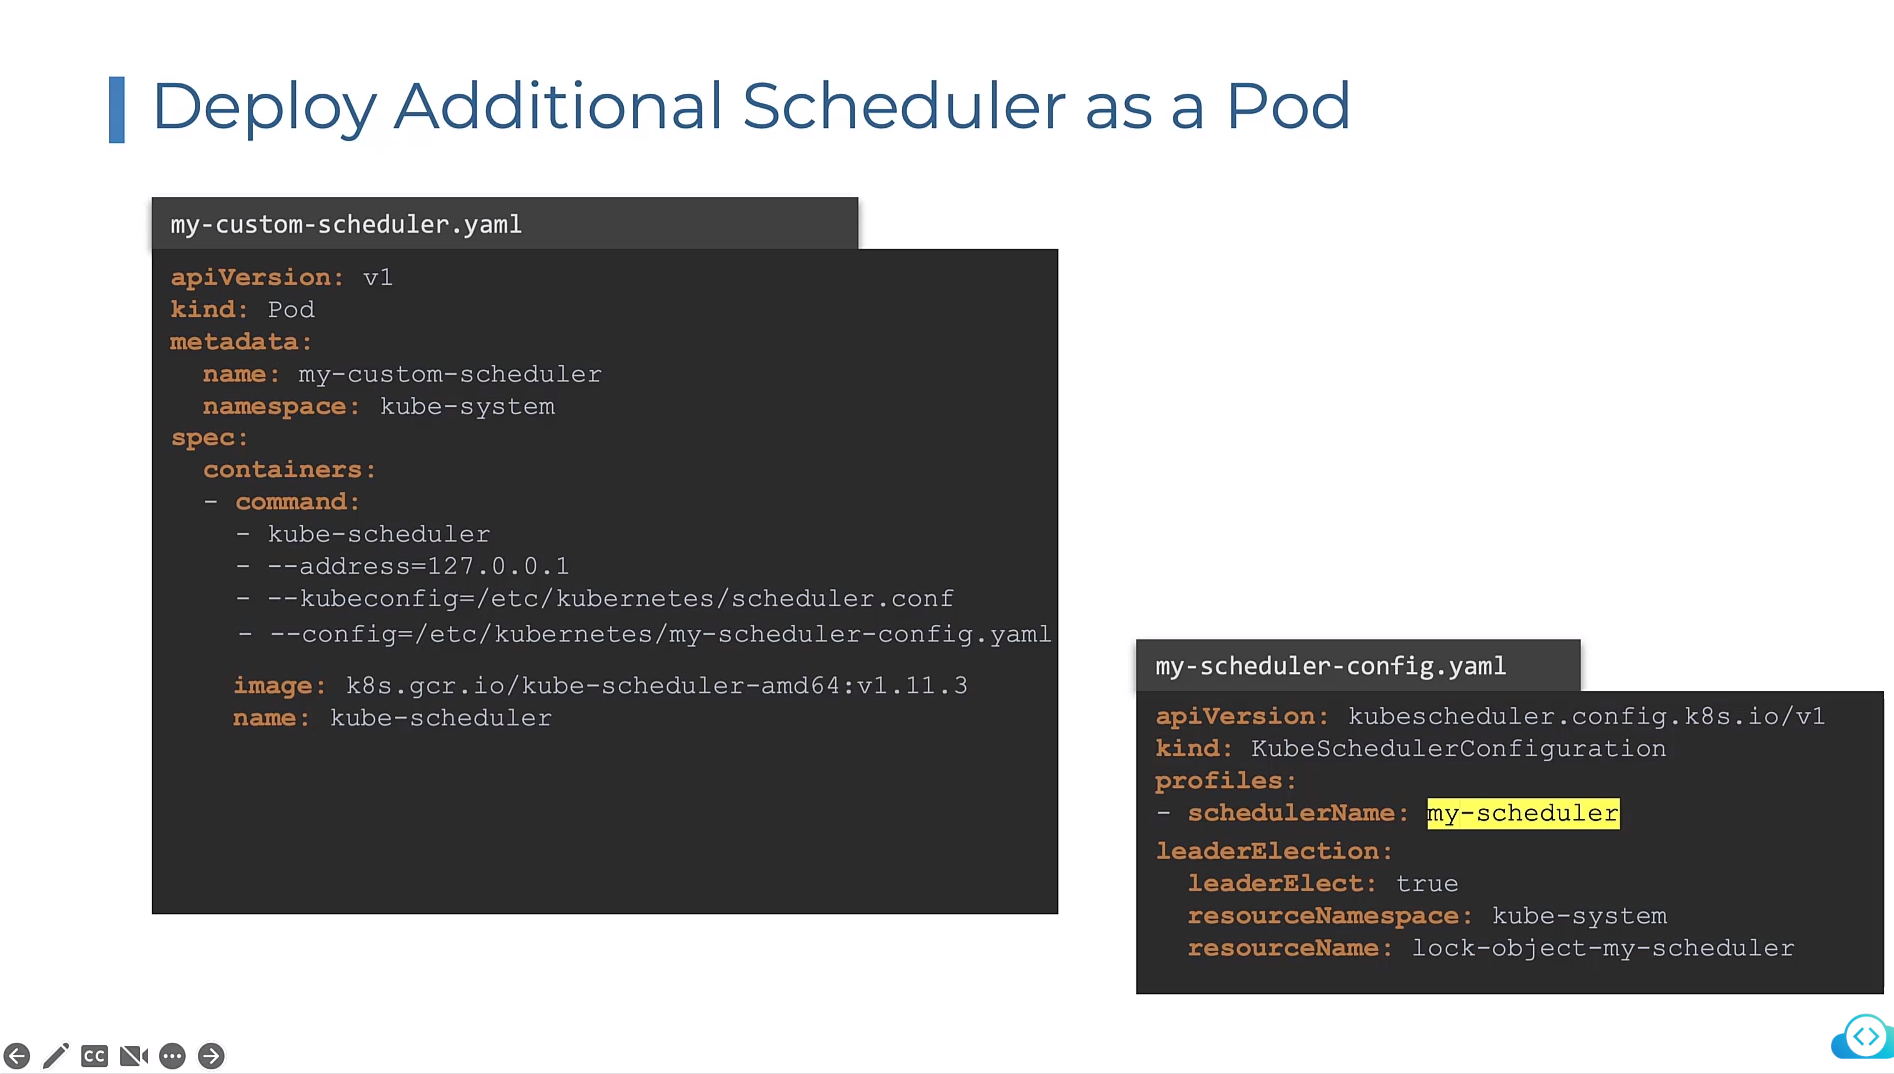 Deploy Additional Scheduler as a Pod
my-custom-scheduler.yaml
apiVersion: v1
kind: Pod
metadata:
  name: my-custom-scheduler
  namespace: kube-system
spec:
  containers:
  - command:
    - kube-scheduler
    - --address=127.0.0.1
    - --kubeconfig=/etc/kubernetes/scheduler.conf
    - --config=/etc/kubernetes/my-scheduler-config.yaml
    image: k8s.gcr.io/kube-scheduler-amd64:v1.11.3
    name: kube-scheduler
my-scheduler-config.yaml
apiVersion: kubescheduler.config.k8s.io/v1
kind: KubeSchedulerConfiguration
profiles:
- schedulerName: my-scheduler
leaderElection:
  leaderElect: true
  resourceNamespace: kube-system
  resourceName: lock-object-my-scheduler
CC